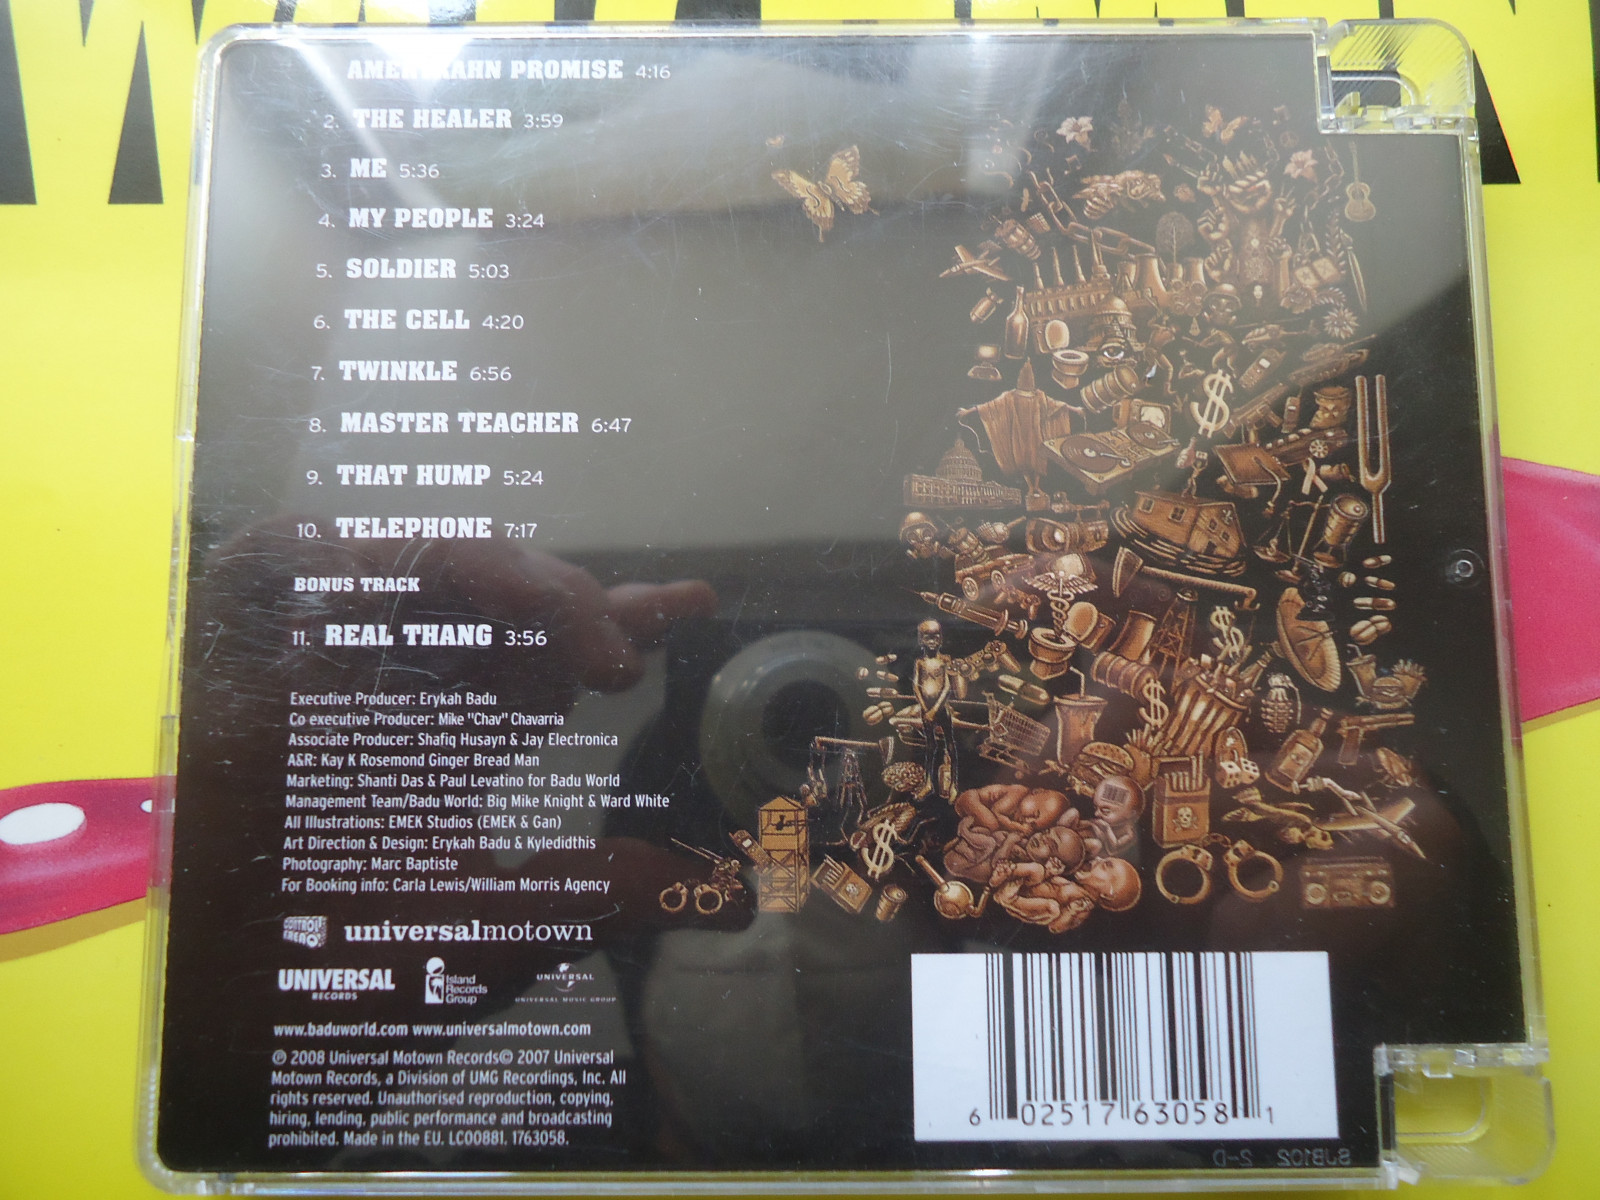 AMERYKAHN PROMISE 4:16
2. THE HEALER 3:59
3. ME 5:36
4. MY PEOPLE 3:24
5. SOLDIER 5:03
6. THE CELL 4:20
7. TWINKLE 6:56
8. MASTER TEACHER 6:47
9. THAT HUMP 5:24
10. TELEPHONE 7:17
BONUS TRACK
11. REAL THANG 3:56
Executive Producer: Erykah Badu
Co executive Producer: Mike "Chav" Chavarria
Associate Producer: Shafiq Husayn & Jay Electronica
A&R: Kay K Rosemond Ginger Bread Man
Marketing: Shanti Das & Paul Levatino for Badu World
Management Team/Badu World: Big Mike Knight & Ward White
All Illustrations: EMEK Studios (EMEK & Gan)
Art Direction & Design: Erykah Badu & Kyledidthis
Photography: Marc Baptiste
For Booking info: Carla Lewis/William Morris Agency
CONTROL
FREAQ
universalmotown
UNIVERSAL
RECORDS
Island
Records
Group
UNIVERSAL
UNIVERSAL MUSIC GROUP
www.baduworld.com www.universalmotown.com
℗ 2008 Universal Motown Records© 2007 Universal
Motown Records, a Division of UMG Recordings, Inc. All
rights reserved. Unauthorised reproduction, copying,
hiring, lending, public performance and broadcasting
prohibited. Made in the EU. LC00881. 1763058.
6 02517 63058 1
SJB102 2-D